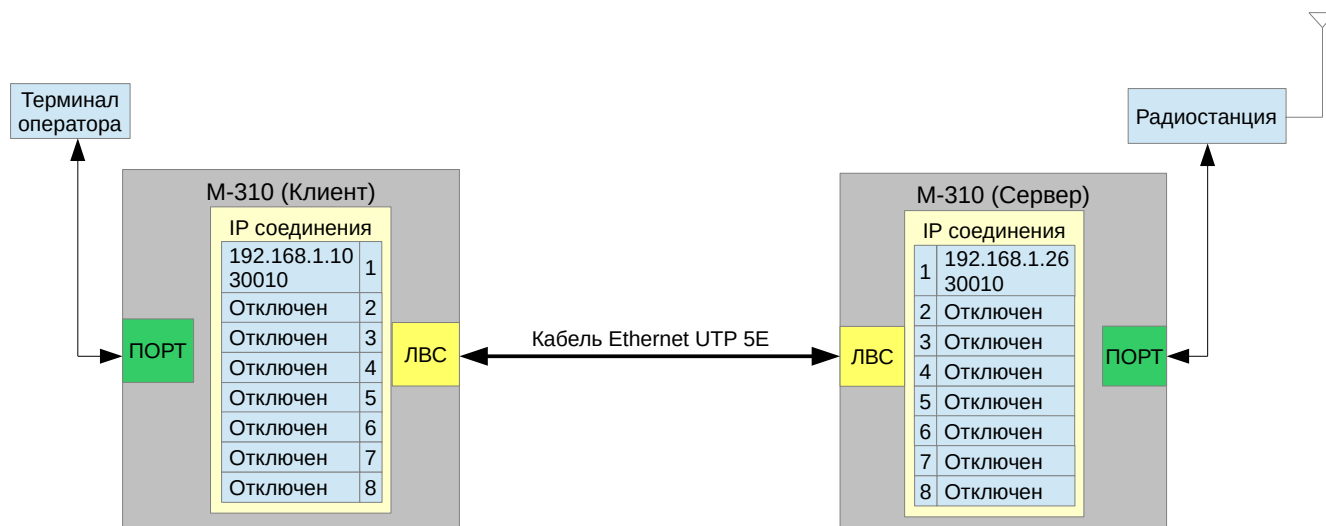 Терминал
оператора
Радиостанция
М-310 (Клиент)
IP соединения
192.168.1.10
30010
1
Отключен 2
Отключен 3
Отключен 4
Отключен 5
Отключен 6
Отключен 7
Отключен 8
ПОРТ
ЛВС
Кабель Ethernet UTP 5E
М-310 (Сервер)
IP соединения
1
192.168.1.26
30010
2 Отключен
3 Отключен
4 Отключен
5 Отключен
6 Отключен
7 Отключен
8 Отключен
ЛВС
ПОРТ